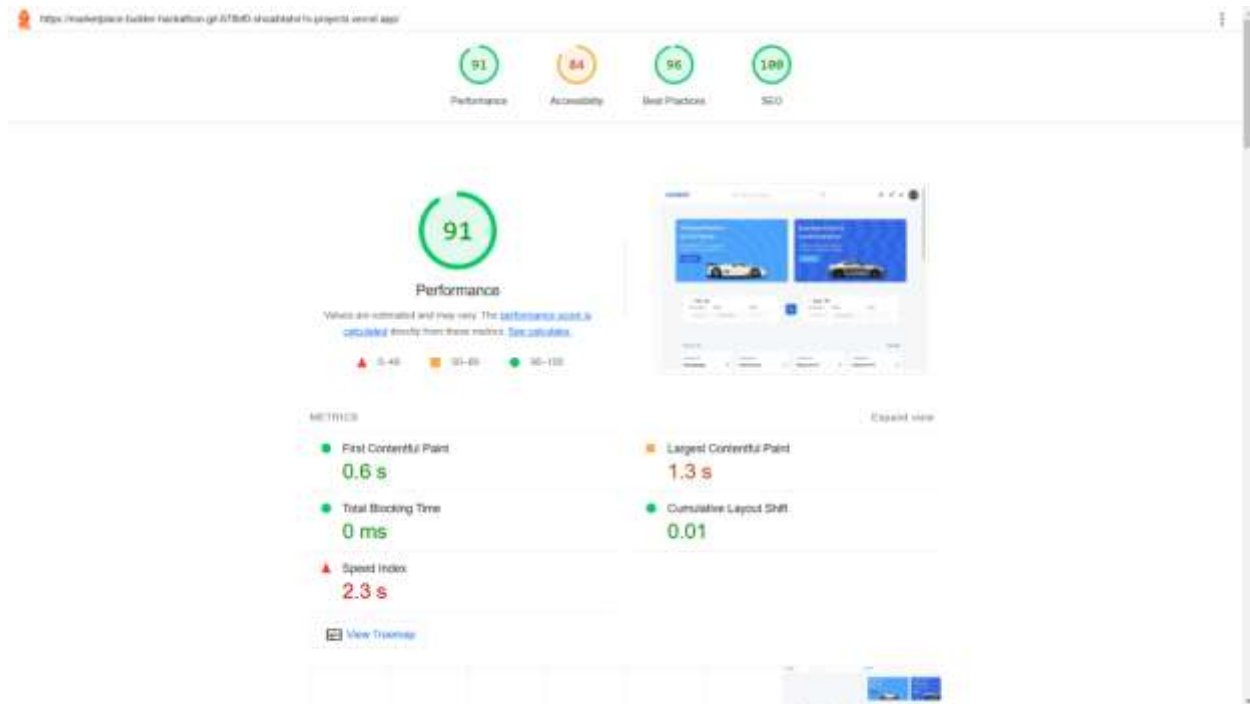 91
84
96
100
Performance
Accessibility
Best Practices
SEO
91
Performance
Values are estimated and may vary. The performance score is
calculated directly from these metrics. See calculator.
0–49
50–89
90–100
METRICS
Expand view
First Contentful Paint
0.6 s
Largest Contentful Paint
1.3 s
Total Blocking Time
0 ms
Cumulative Layout Shift
0.01
Speed Index
2.3 s
View Treemap